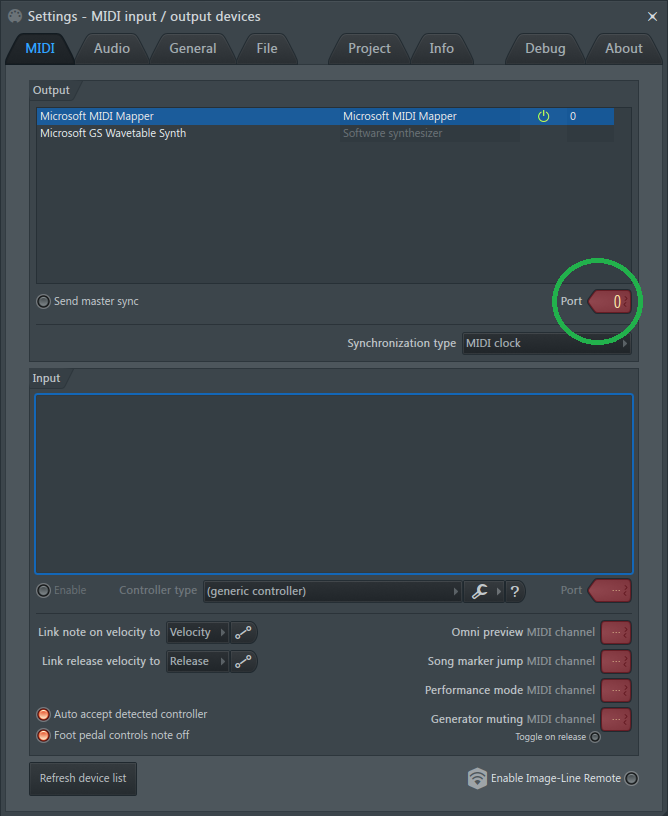 Settings - MIDI input / output devices
MIDI Audio General File Project Info Debug About
Output
Microsoft MIDI Mapper Microsoft MIDI Mapper 0
Microsoft GS Wavetable Synth Software synthesizer
Send master sync Port 0
Synchronization type MIDI clock
Input
Enable Controller type (generic controller) ? Port ---
Link note on velocity to Velocity Omni preview MIDI channel ---
Link release velocity to Release Song marker jump MIDI channel ---
Performance mode MIDI channel ---
Auto accept detected controller Generator muting MIDI channel ---
Foot pedal controls note off Toggle on release
Refresh device list Enable Image-Line Remote